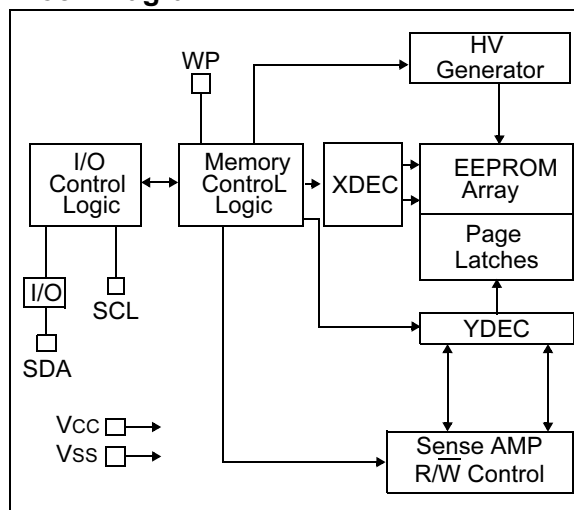 HV
Generator
WP
I/O
Control
Logic
Memory
ControL
Logic
XDEC
EEPROM
Array
Page
Latches
I/O
SCL
SDA
YDEC
VCC
VSS
Sense AMP
R/W Control